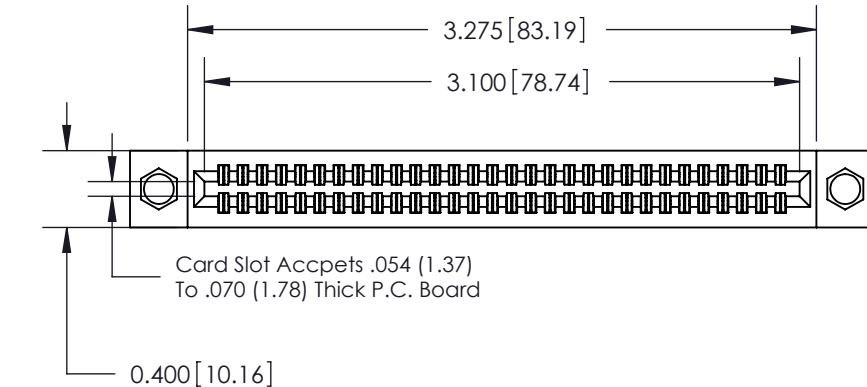 3.275[83.19]
3.100[78.74]
Card Slot Accpets .054 (1.37)
To .070 (1.78) Thick P.C. Board
0.400[10.16]